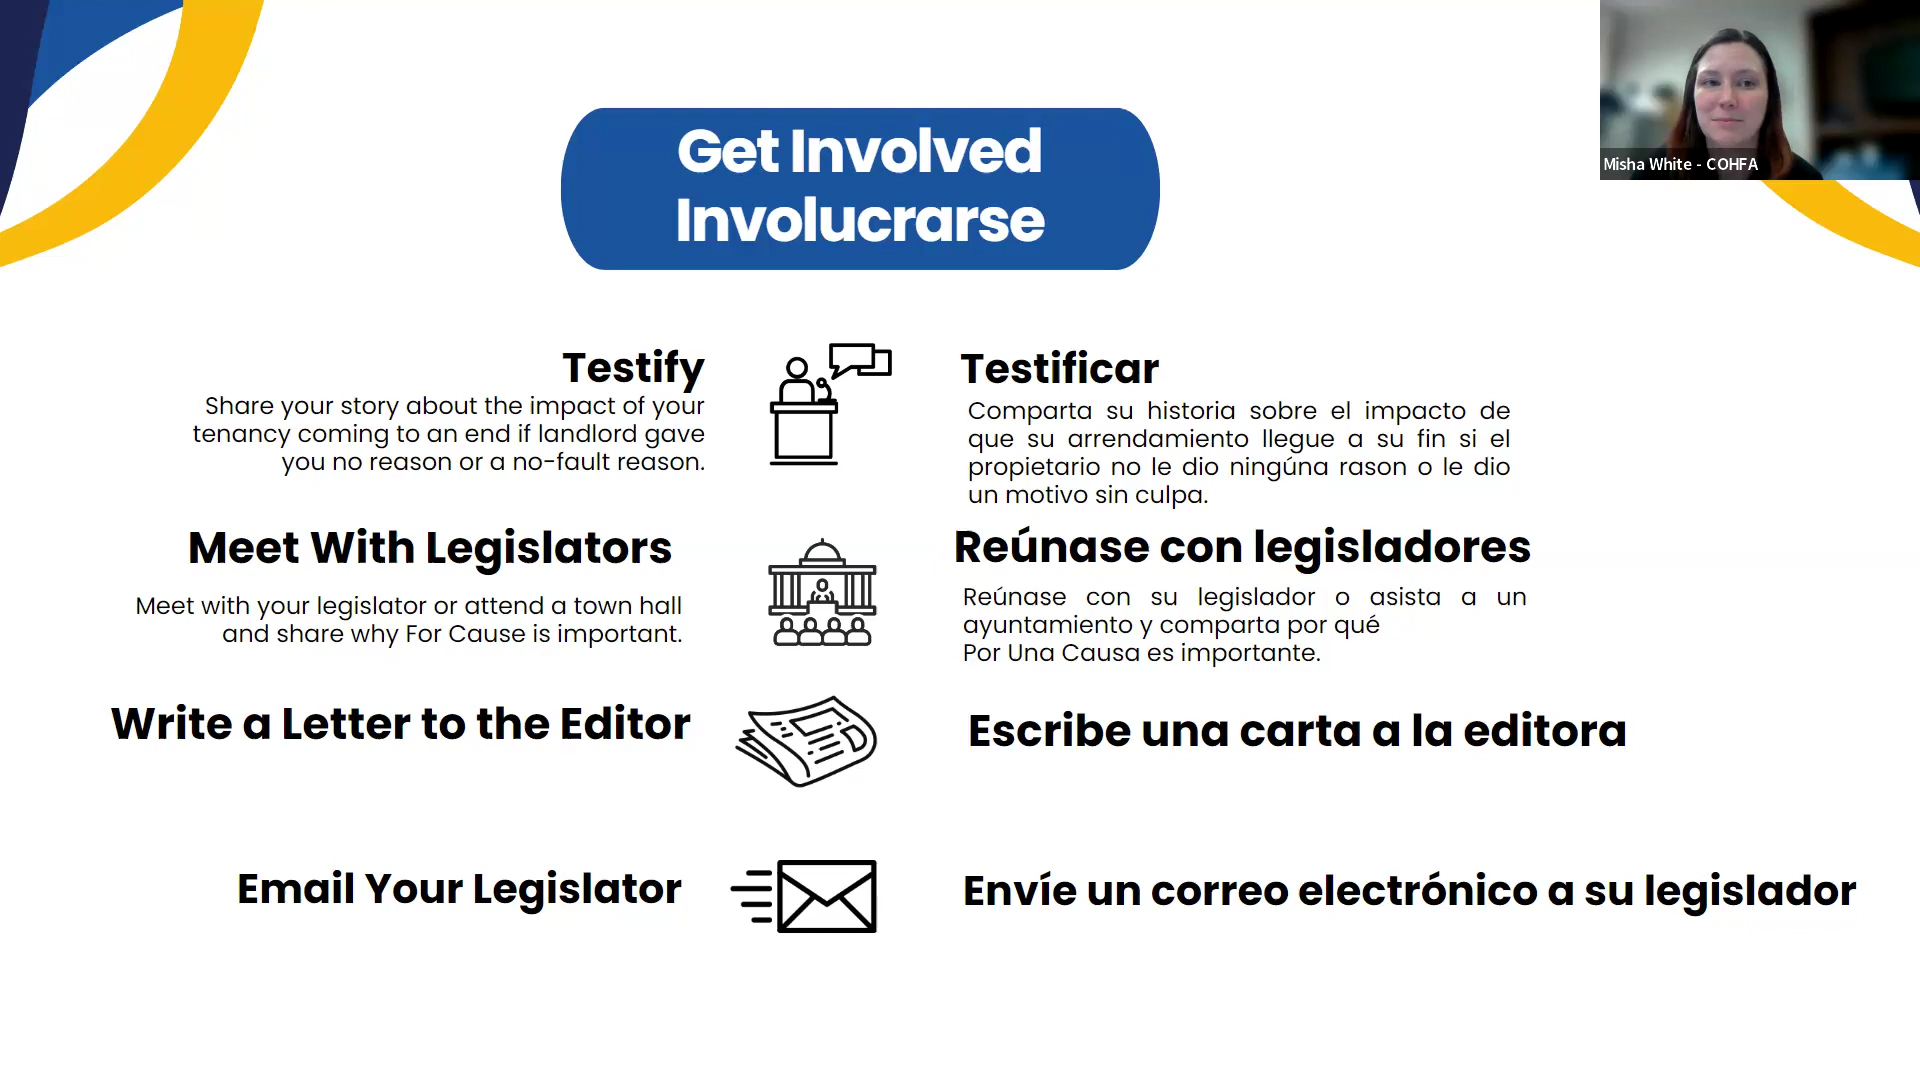 Get Involved
Involucrarse
Misha White - COHFA
Testify
Share your story about the impact of your
tenancy coming to an end if landlord gave
you no reason or a no-fault reason.
Testificar
Comparta su historia sobre el impacto de
que su arrendamiento llegue a su fin si el
propietario no le dio ningúna rason o le dio
un motivo sin culpa.
Meet With Legislators
Meet with your legislator or attend a town hall
and share why For Cause is important.
Reúnase con legisladores
Reúnase con su legislador o asista a un
ayuntamiento y comparta por qué
Por Una Causa es importante.
Write a Letter to the Editor
Escribe una carta a la editora
Email Your Legislator
Envíe un correo electrónico a su legislador